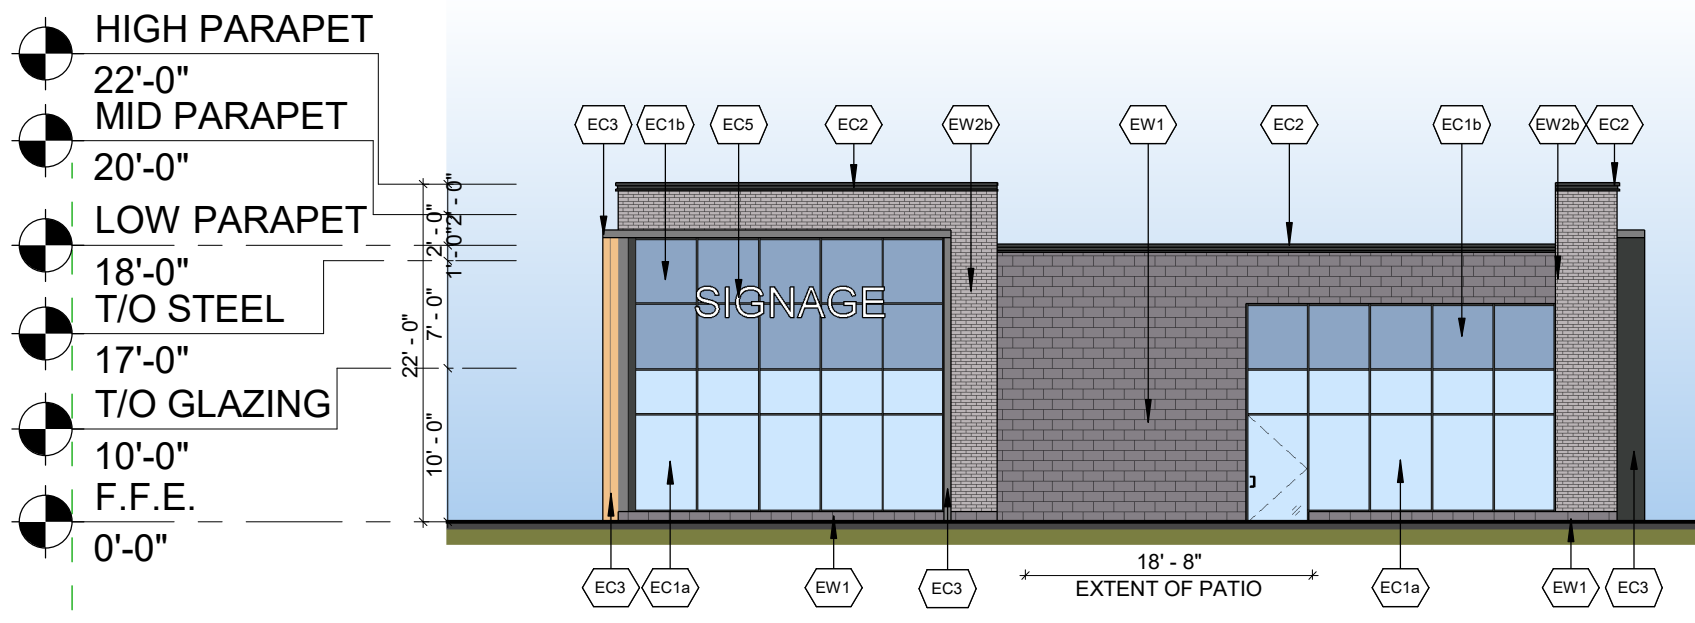 HIGH PARAPET
22'-0"
MID PARAPET
20'-0"
LOW PARAPET
18'-0"
T/O STEEL
17'-0"
T/O GLAZING
10'-0"
F.F.E.
0'-0"
22' - 0"
2' - 0"
2' - 0"
1' - 0"
7' - 0"
10' - 0"
EC3 EC1b EC5 EC2 EW2b EW1 EC2 EC1b EW2b EC2
SIGNAGE
EC3 EC1a EW1 EC3 EC1a EW1 EC3
18' - 8"
EXTENT OF PATIO